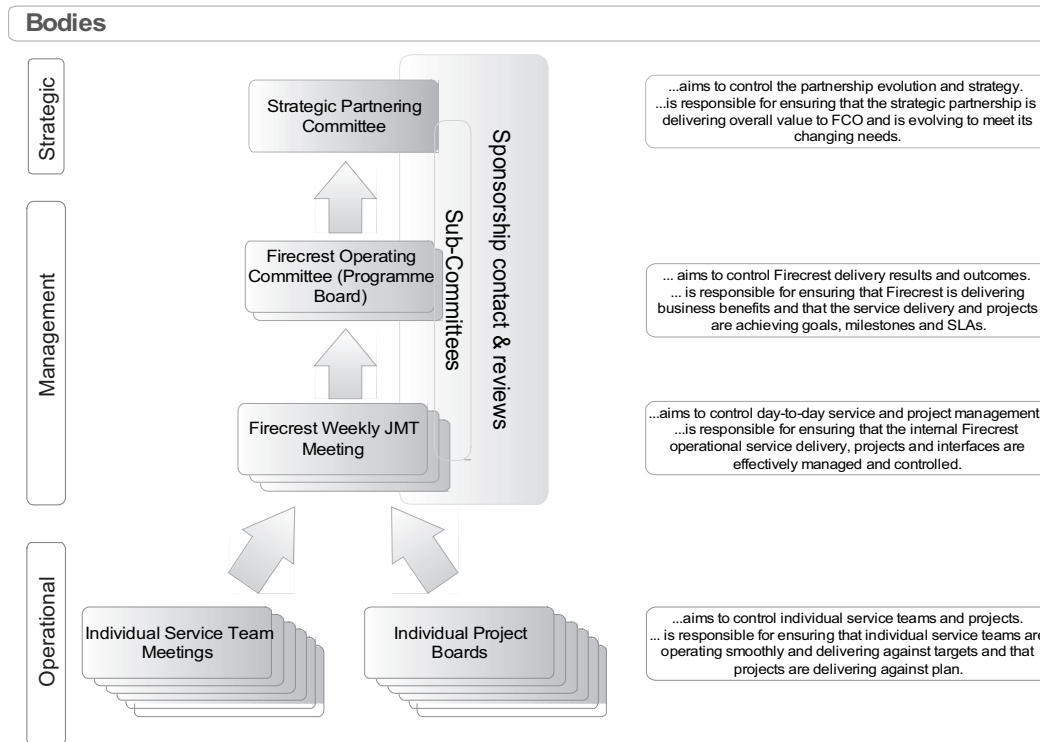 Bodies
Strategic
Strategic Partnering
Committee
...aims to control the partnership evolution and strategy.
...is responsible for ensuring that the strategic partnership is
delivering overall value to FCO and is evolving to meet its
changing needs.
Sponsorship contact & reviews
Sub-Committees
Management
Firecrest Operating
Committee (Programme
Board)
... aims to control Firecrest delivery results and outcomes.
... is responsible for ensuring that Firecrest is delivering
business benefits and that the service delivery and projects
are achieving goals, milestones and SLAs.
Firecrest Weekly JMT
Meeting
...aims to control day-to-day service and project management
...is responsible for ensuring that the internal Firecrest
operational service delivery, projects and interfaces are
effectively managed and controlled.
Operational
Individual Service Team
Meetings
Individual Project
Boards
...aims to control individual service teams and projects.
... is responsible for ensuring that individual service teams are
operating smoothly and delivering against targets and that
projects are delivering against plan.